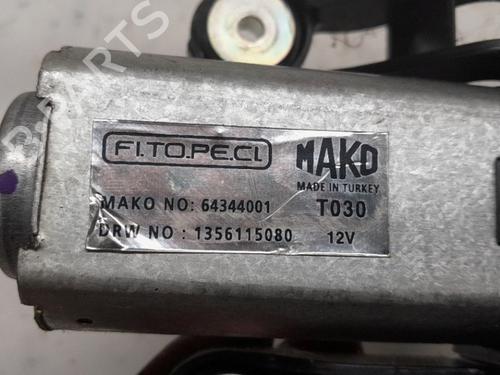 FI.TO.PE.CI.
MAKO
MADE IN TURKEY
MAKO NO: 64344001 T030
DRW NO : 1356115080 12V